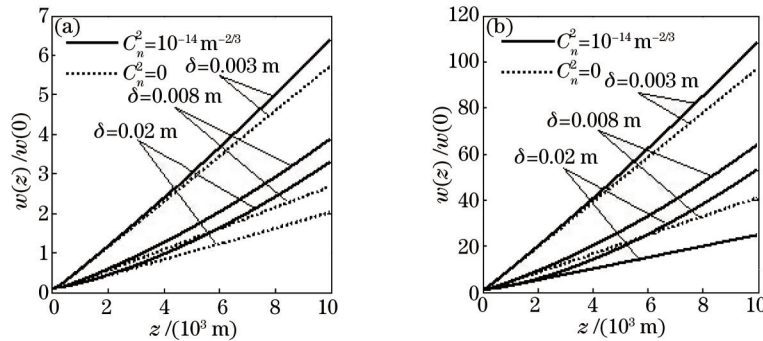 (a)
C_n^2=10^{-14} m^{-2/3}
C_n^2=0
δ=0.003 m
δ=0.008 m
δ=0.02 m
w(z)/w(0)
7
6
5
4
3
2
1
0
0 2 4 6 8 10
z/(10^3 m)
(b)
C_n^2=10^{-14} m^{-2/3}
C_n^2=0
δ=0.003 m
δ=0.008 m
δ=0.02 m
w(z)/w(0)
120
100
80
60
40
20
0
0 2 4 6 8 10
z/(10^3 m)